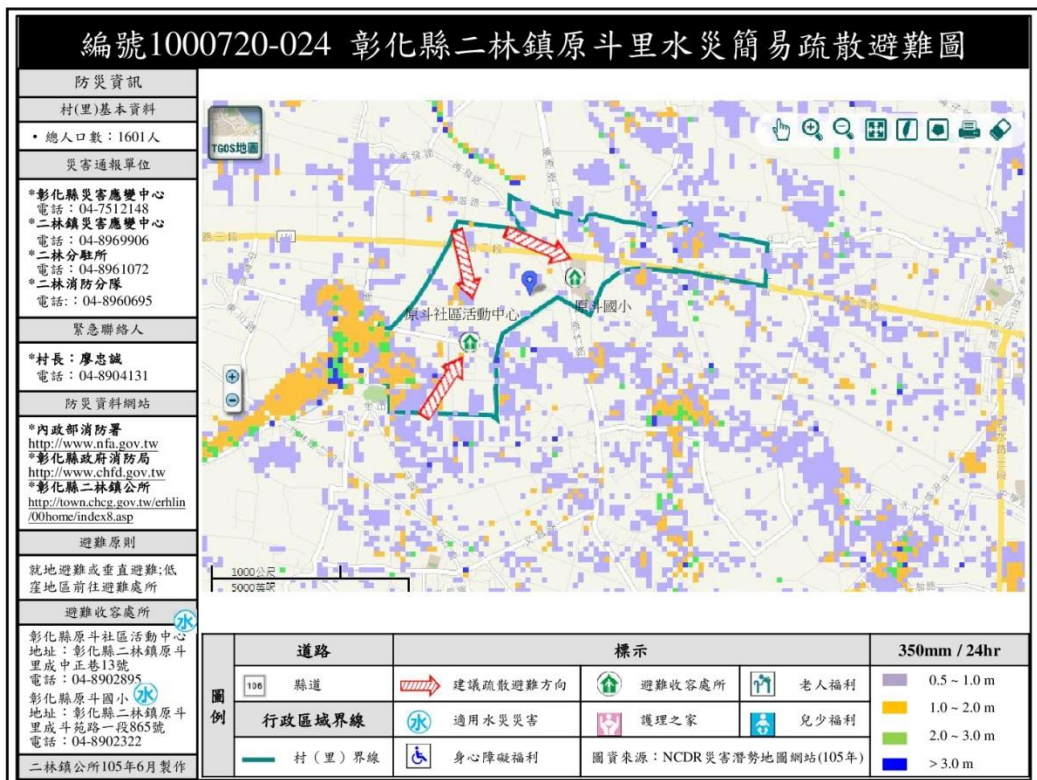 編號1000720-024 彰化縣二林鎮原斗里水災簡易疏散避難圖
防災資訊
村(里)基本資料
• 總人口數：1601人
災害通報單位
*彰化縣災害應變中心
電話：04-7512148
*二林鎮災害應變中心
電話：04-8969906
*二林分駐所
電話：04-8961072
*二林消防分隊
電話:：04-8960695
緊急聯絡人
*村長：廖忠誠
電話：04-8904131
防災資料網站
*內政部消防署
http://www.nfa.gov.tw
*彰化縣政府消防局
http://www.chfd.gov.tw
*彰化縣二林鎮公所
http://town.chcg.gov.tw/erhlin
/00home/index8.asp
避難原則
就地避難或垂直避難;低
窪地區前往避難處所
避難收容處所
水
彰化縣原斗社區活動中心
地址：彰化縣二林鎮原斗
里成中正巷13號
電話：04-8902895
彰化縣原斗國小 水
地址：彰化縣二林鎮原斗
里成斗苑路一段865號
電話：04-8902322
二林鎮公所105年6月製作
TGOS地圖
路三段
原斗社區活動中心
原斗國小
1000公尺
5000英呎
圖例
道路
106 縣道
行政區域界線
村（里）界線
標示
建議疏散避難方向
避難收容處所
老人福利
水 適用水災災害
護理之家
兒少福利
身心障礙福利
圖資來源：NCDR災害潛勢地圖網站(105年)
350mm / 24hr
0.5 ~ 1.0 m
1.0 ~ 2.0 m
2.0 ~ 3.0 m
> 3.0 m